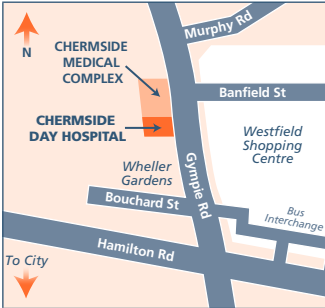 Murphy Rd
N
CHERMSIDE
MEDICAL
COMPLEX
Banfield St
CHERMSIDE
DAY HOSPITAL
Westfield
Shopping
Centre
Wheller
Gardens
Gympie Rd
Bouchard St
Bus
Interchange
Hamilton Rd
To City